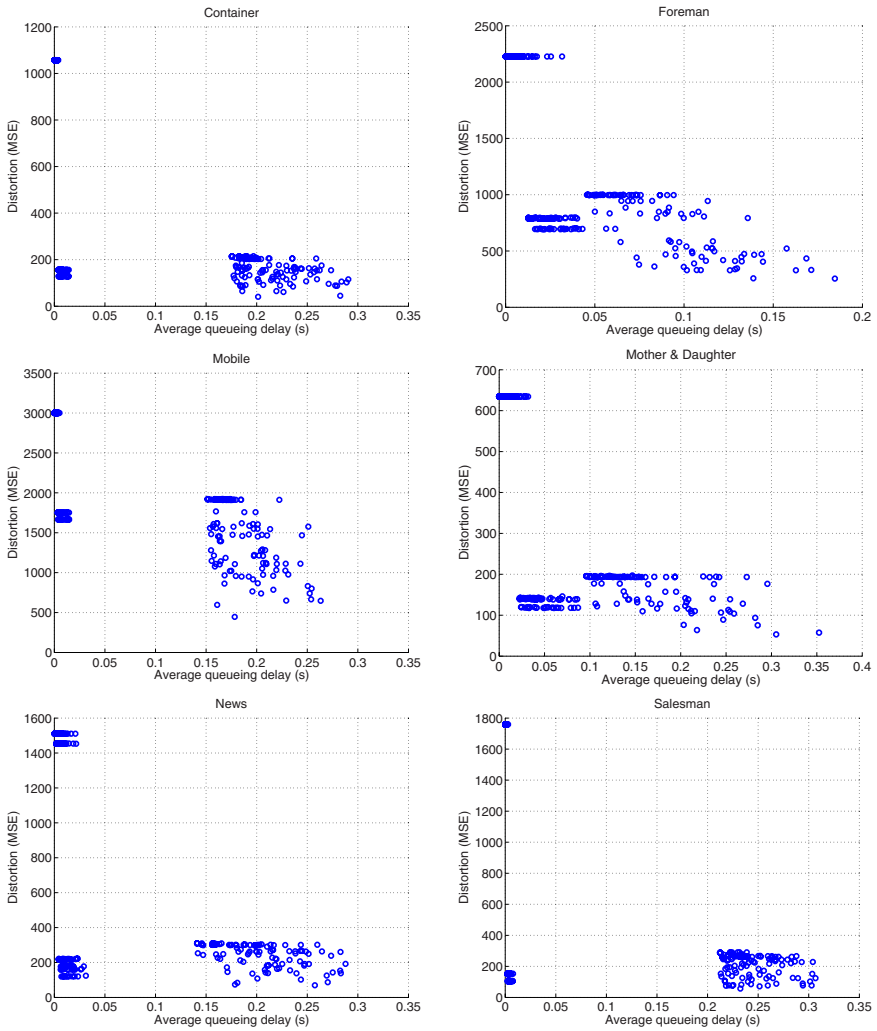 Container
1200
1000
800
600
400
200
0
0 0.05 0.1 0.15 0.2 0.25 0.3 0.35
Distortion (MSE)
Average queueing delay (s)
Foreman
2500
2000
1500
1000
500
0
0 0.05 0.1 0.15 0.2
Distortion (MSE)
Average queueing delay (s)
Mobile
3500
3000
2500
2000
1500
1000
500
0
0 0.05 0.1 0.15 0.2 0.25 0.3 0.35
Distortion (MSE)
Average queueing delay (s)
Mother & Daughter
700
600
500
400
300
200
100
0
0.05 0.1 0.15 0.2 0.25 0.3 0.35 0.4
Distortion (MSE)
Average queueing delay (s)
News
1600
1400
1200
1000
800
600
400
200
0
0 0.05 0.1 0.15 0.2 0.25 0.3 0.35
Distortion (MSE)
Average queueing delay (s)
Salesman
1800
1600
1400
1200
1000
800
600
400
200
0
0 0.05 0.1 0.15 0.2 0.25 0.3 0.35
Distortion (MSE)
Average queueing delay (s)